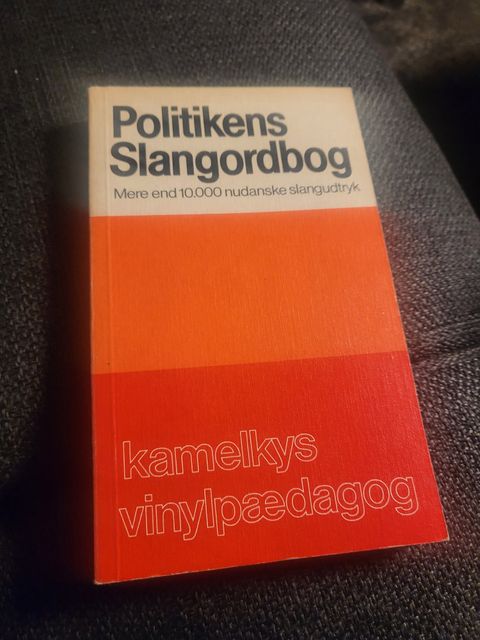 Politikens
Slangordbog
Mere end 10.000 nudanske slangudtryk
kamelkys
vinylpædagog